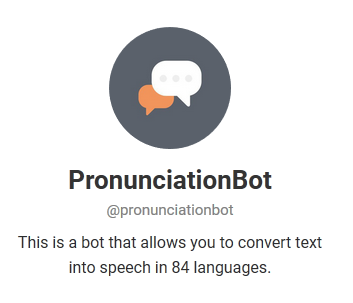 PronunciationBot
@pronunciationbot
This is a bot that allows you to convert text
into speech in 84 languages.